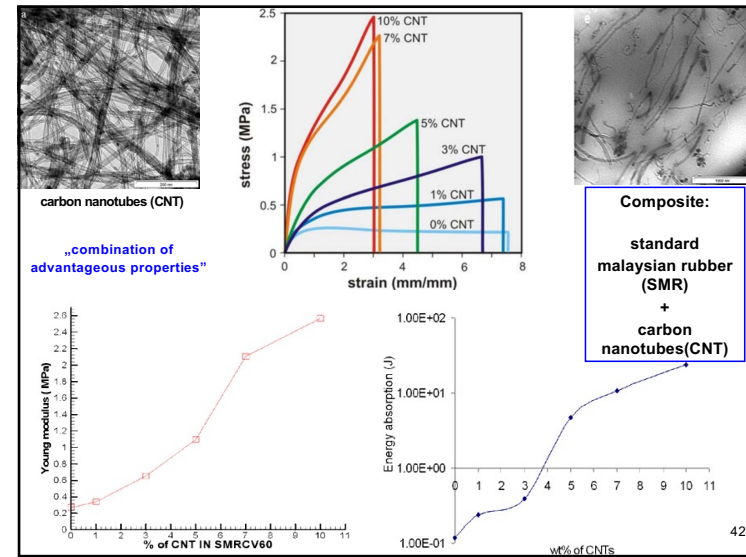 a
200 nm
carbon nanotubes (CNT)
„combination of
advantageous properties”
stress (MPa)
2.5
2
1.5
1
0.5
0
10% CNT
7% CNT
5% CNT
3% CNT
1% CNT
0% CNT
0
2
4
6
8
strain (mm/mm)
Composite:
standard
malaysian rubber
(SMR)
+
carbon
nanotubes(CNT)
Young modulus ( MPa)
2.6
2.4
2.2
2
1.8
1.6
1.4
1.2
1
0.8
0.6
0.4
0.2
0
0 1 2 3 4 5 6 7 8 9 10 11
% of CNT IN SMRCV60
Energy absorption (J)
1.00E+02
1.00E+01
1.00E+00
1.00E-01
0 1 2 3 4 5 6 7 8 9 10 11
wt% of CNTs
42